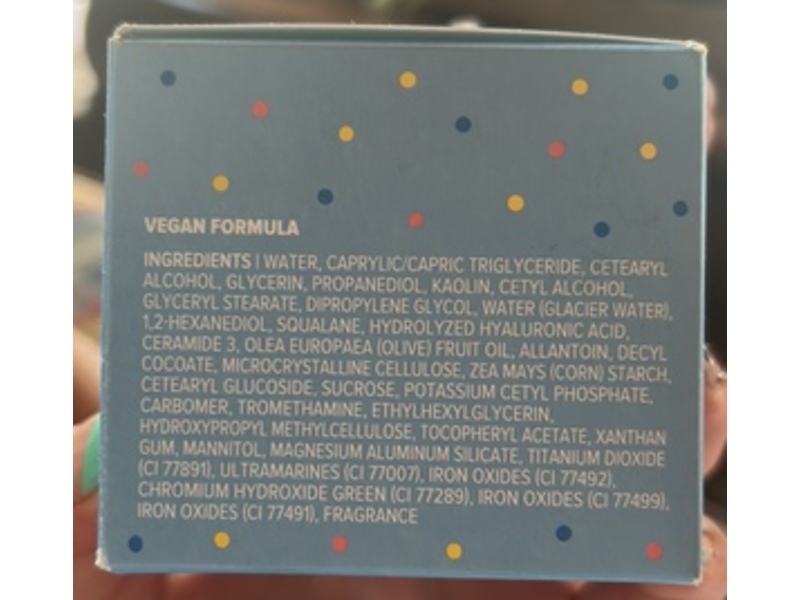 VEGAN FORMULA
INGREDIENTS | WATER, CAPRYLIC/CAPRIC TRIGLYCERIDE, CETEARYL
ALCOHOL, GLYCERIN, PROPANEDIOL, KAOLIN, CETYL ALCOHOL,
GLYCERYL STEARATE, DIPROPYLENE GLYCOL, WATER (GLACIER WATER),
1,2-HEXANEDIOL, SQUALANE, HYDROLYZED HYALURONIC ACID,
CERAMIDE 3, OLEA EUROPAEA (OLIVE) FRUIT OIL, ALLANTOIN, DECYL
COCOATE, MICROCRYSTALLINE CELLULOSE, ZEA MAYS (CORN) STARCH,
CETEARYL GLUCOSIDE, SUCROSE, POTASSIUM CETYL PHOSPHATE,
CARBOMER, TROMETHAMINE, ETHYLHEXYLGLYCERIN,
HYDROXYPROPYL METHYLCELLULOSE, TOCOPHERYL ACETATE, XANTHAN
GUM, MANNITOL, MAGNESIUM ALUMINUM SILICATE, TITANIUM DIOXIDE
(CI 77891), ULTRAMARINES (CI 77007), IRON OXIDES (CI 77492),
CHROMIUM HYDROXIDE GREEN (CI 77289), IRON OXIDES (CI 77499),
IRON OXIDES (CI 77491), FRAGRANCE